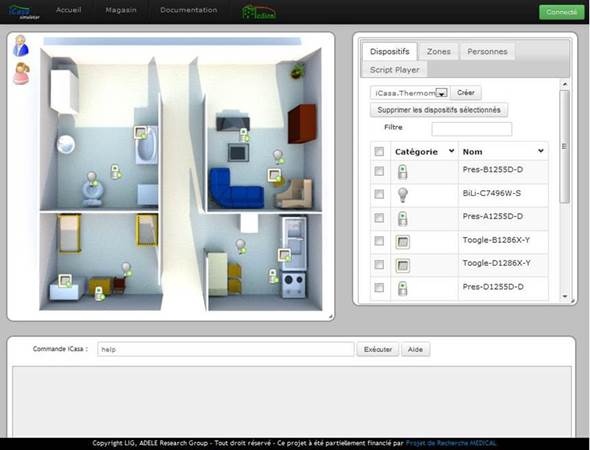 iCasa
simulator
Accueil
Magasin
Documentation
Medical
Connecté
Dispositifs
Zones
Personnes
Script Player
iCasa.Thermom
Créer
Supprimer les dispositifs sélectionnés
Filtre
Catégorie
Nom
Pres-B1255D-D
BiLi-C7496W-S
Pres-A1255D-D
Toogle-B1286X-Y
Toogle-D1286X-Y
Pres-D1255D-D
Commande iCasa :
help
Exécuter
Aide
Copyright LIG, ADELE Research Group - Tout droit réservé - Ce projet à été partiellement financié par Projet de Recherche MEDICAL